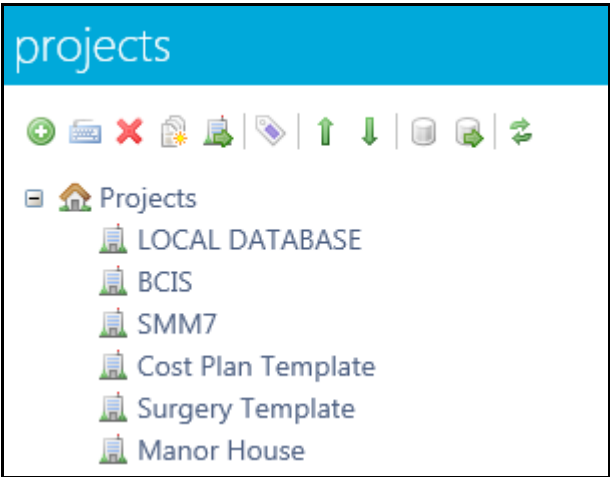 projects
Projects
LOCAL DATABASE
BCIS
SMM7
Cost Plan Template
Surgery Template
Manor House